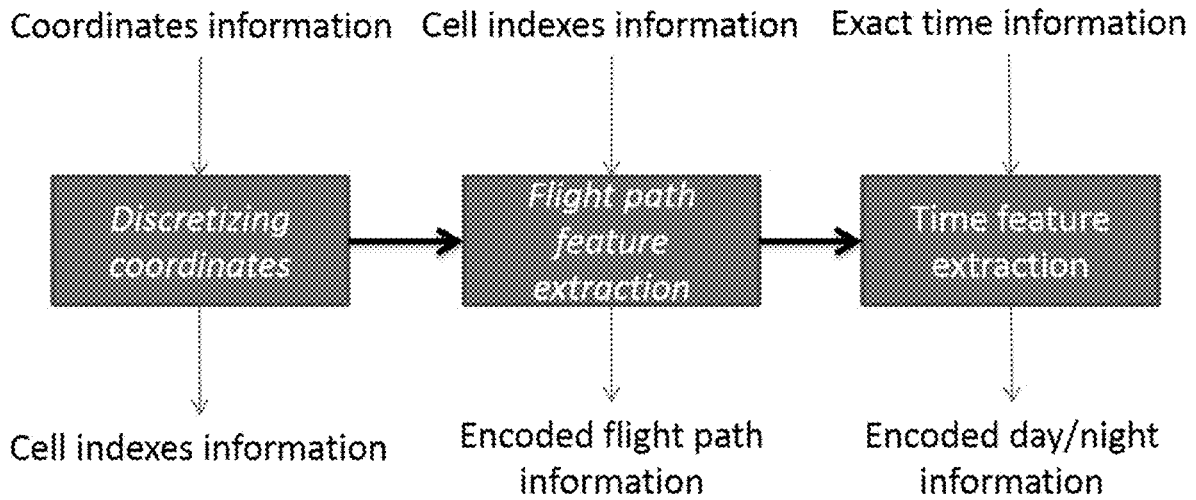 Coordinates information
Cell indexes information
Exact time information
Discretizing
coordinates
Flight path
feature
extraction
Time feature
extraction
Cell indexes information
Encoded flight path
information
Encoded day/night
information